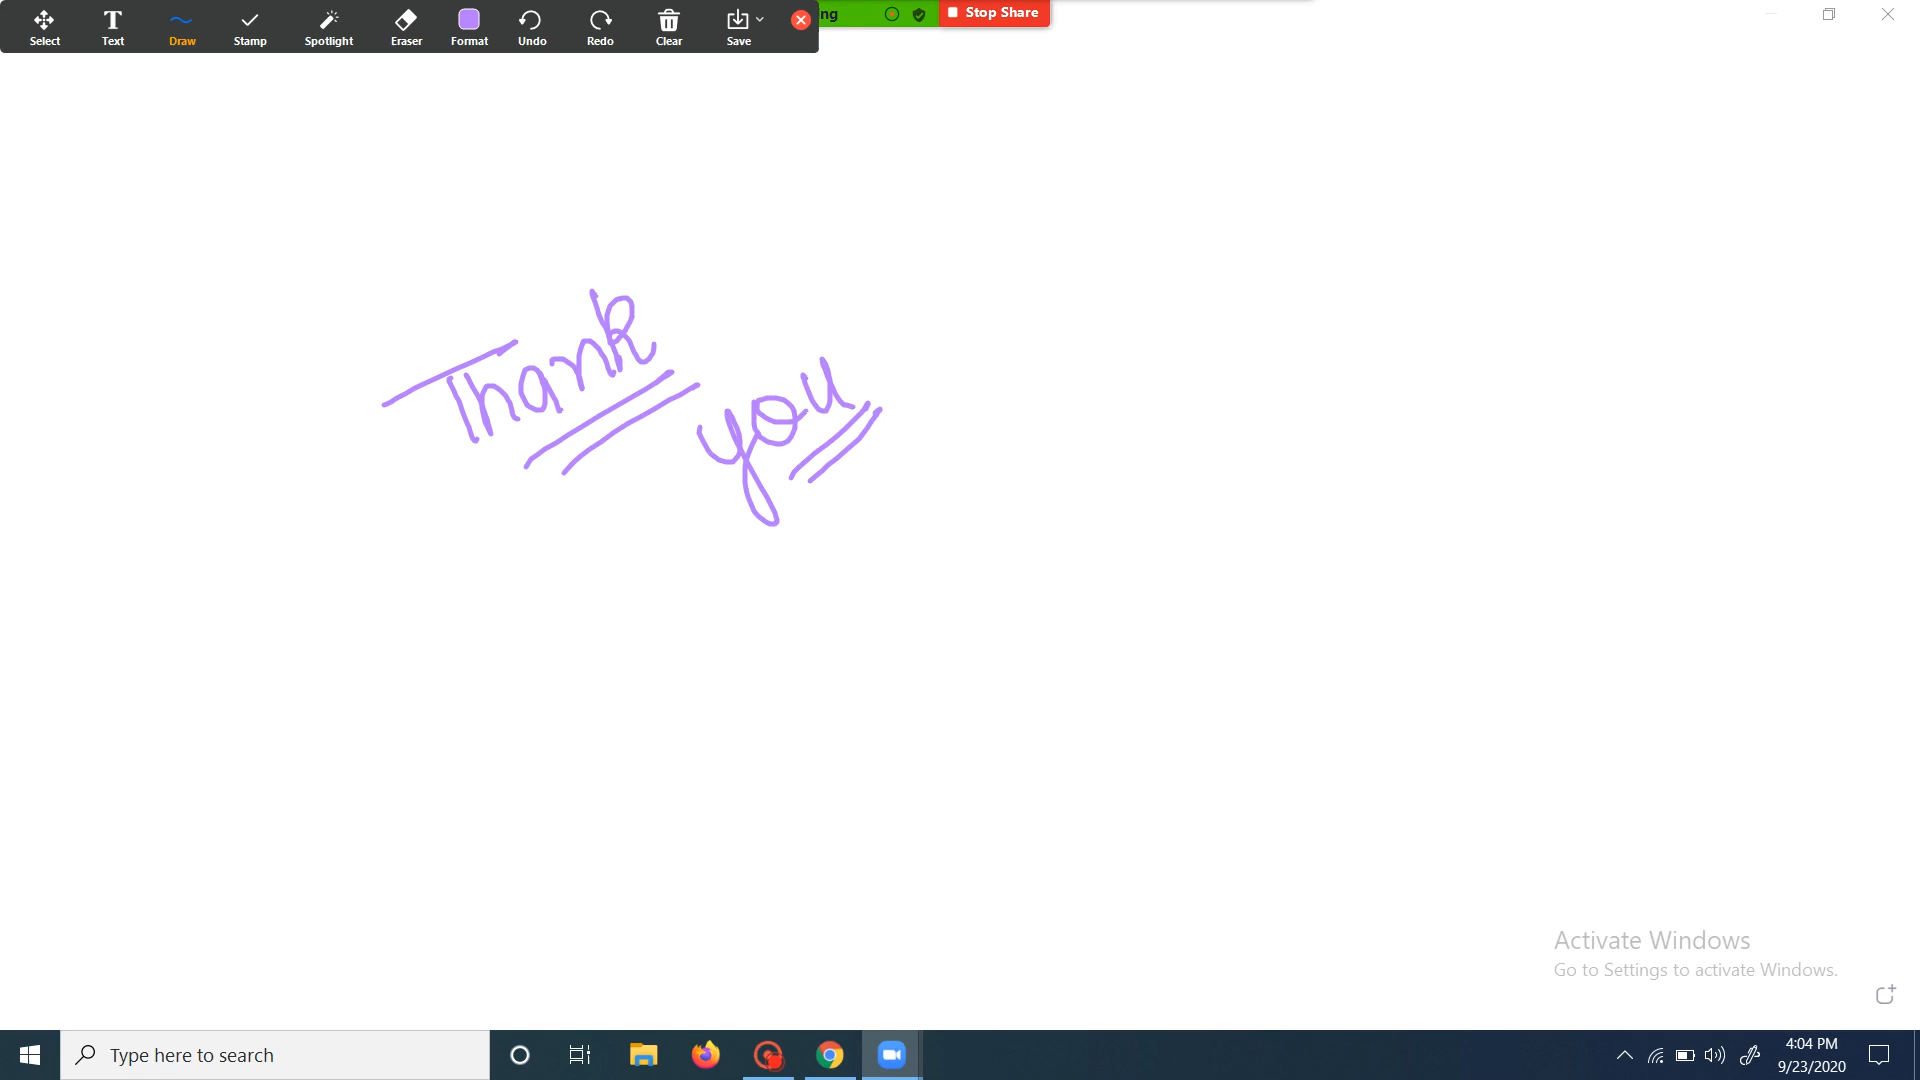 ng
Stop Share
Select
Text
Draw
Stamp
Spotlight
Eraser
Format
Undo
Redo
Clear
Save
Thank
you
Activate Windows
Go to Settings to activate Windows.
Type here to search
4:04 PM
9/23/2020